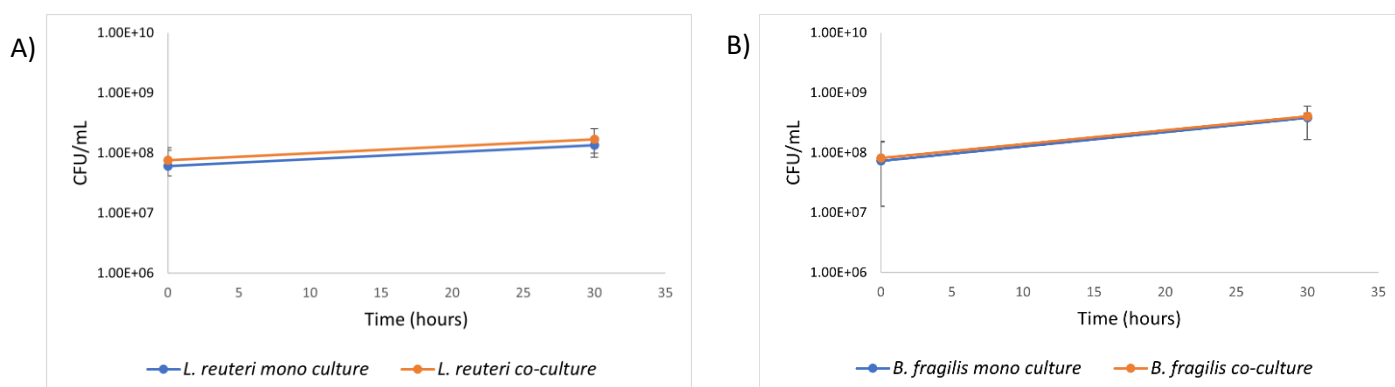 A)
1.00E+10
1.00E+09
1.00E+08
1.00E+07
1.00E+06
CFU/mL
0 5 10 15 20 25 30 35
Time (hours)
L. reuteri mono culture L. reuteri co-culture
B)
1.00E+10
1.00E+09
1.00E+08
1.00E+07
1.00E+06
CFU/mL
0 5 10 15 20 25 30 35
Time (hours)
B. fragilis mono culture B. fragilis co-culture